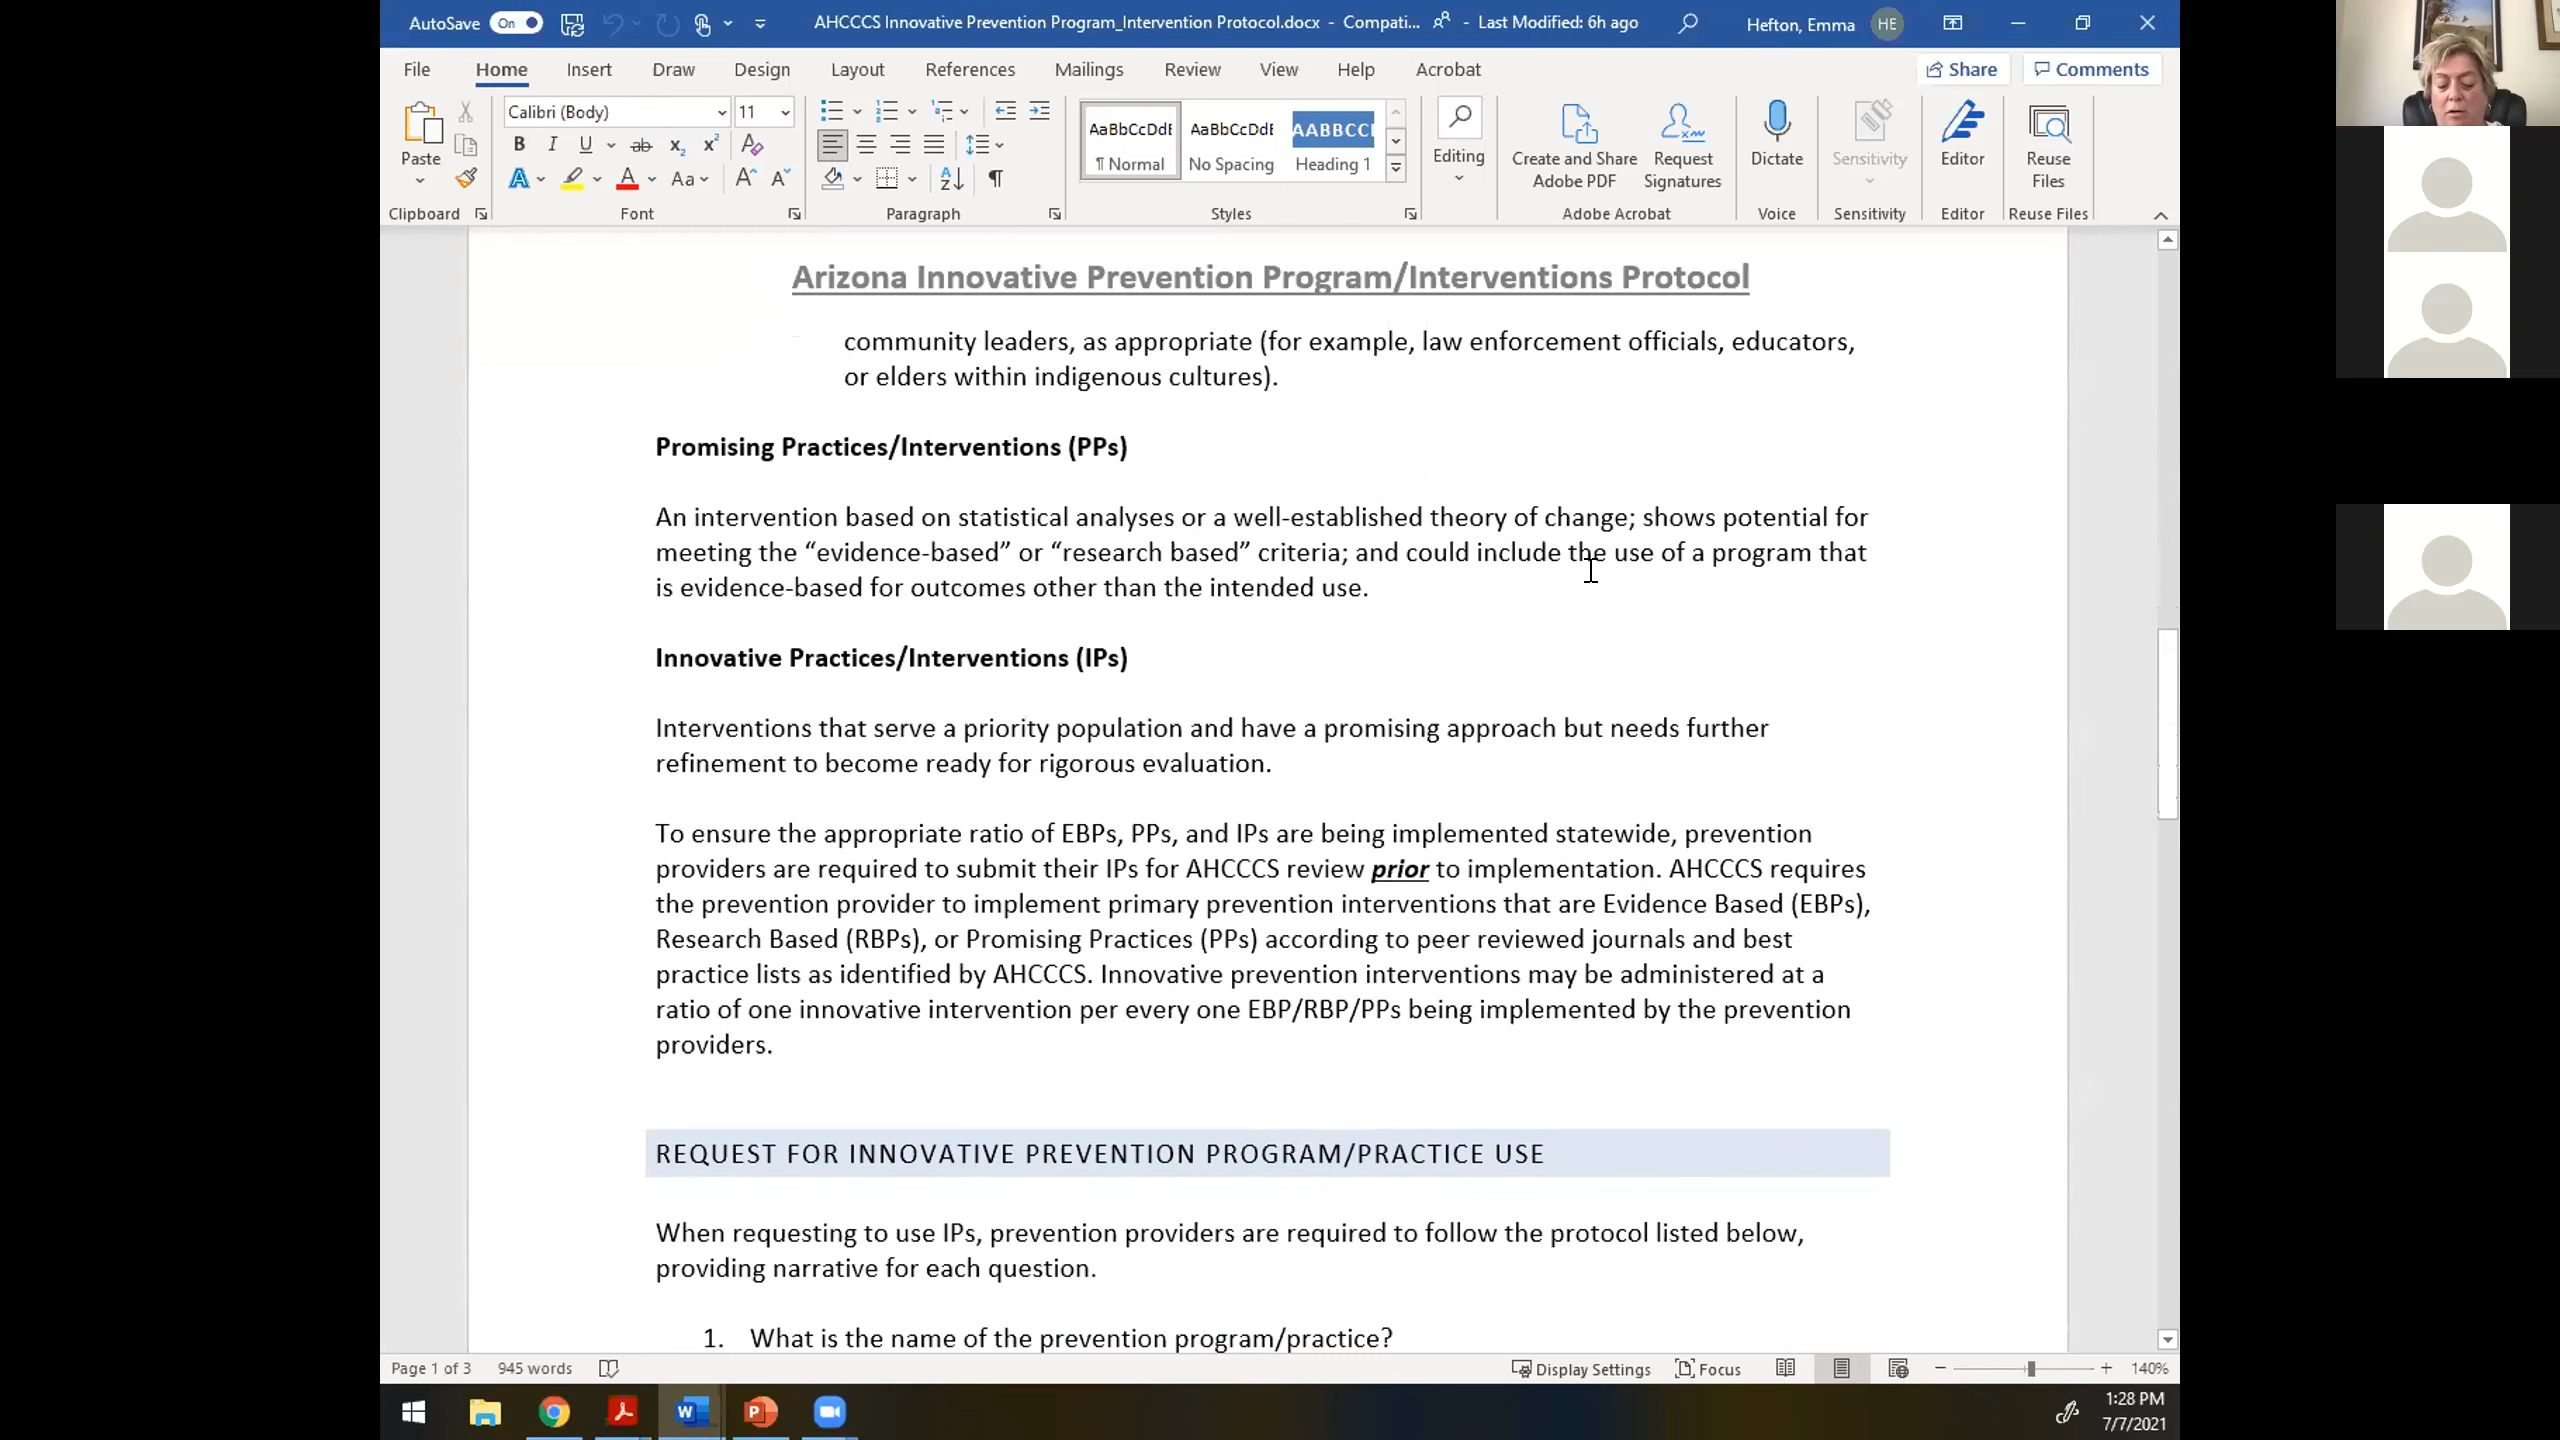 AutoSave On AHCCCS Innovative Prevention Program_Intervention Protocol.docx - Compati... - Last Modified: 6h ago Hefton, Emma HE
File Home Insert Draw Design Layout References Mailings Review View Help Acrobat Share Comments
Calibri (Body) 11
Paste
AaBbCcDdE AaBbCcDdE AABBCCI
¶ Normal No Spacing Heading 1
Editing
Create and Share Adobe PDF
Request Signatures
Dictate
Sensitivity
Editor
Reuse Files
Clipboard Font Paragraph Styles Adobe Acrobat Voice Sensitivity Editor Reuse Files
Arizona Innovative Prevention Program/Interventions Protocol
community leaders, as appropriate (for example, law enforcement officials, educators,
or elders within indigenous cultures).
Promising Practices/Interventions (PPs)
An intervention based on statistical analyses or a well-established theory of change; shows potential for
meeting the “evidence-based” or “research based” criteria; and could include the use of a program that
is evidence-based for outcomes other than the intended use.
Innovative Practices/Interventions (IPs)
Interventions that serve a priority population and have a promising approach but needs further
refinement to become ready for rigorous evaluation.
To ensure the appropriate ratio of EBPs, PPs, and IPs are being implemented statewide, prevention
providers are required to submit their IPs for AHCCCS review prior to implementation. AHCCCS requires
the prevention provider to implement primary prevention interventions that are Evidence Based (EBPs),
Research Based (RBPs), or Promising Practices (PPs) according to peer reviewed journals and best
practice lists as identified by AHCCCS. Innovative prevention interventions may be administered at a
ratio of one innovative intervention per every one EBP/RBP/PPs being implemented by the prevention
providers.
REQUEST FOR INNOVATIVE PREVENTION PROGRAM/PRACTICE USE
When requesting to use IPs, prevention providers are required to follow the protocol listed below,
providing narrative for each question.
1. What is the name of the prevention program/practice?
Page 1 of 3 945 words Display Settings Focus 140%
1:28 PM
7/7/2021